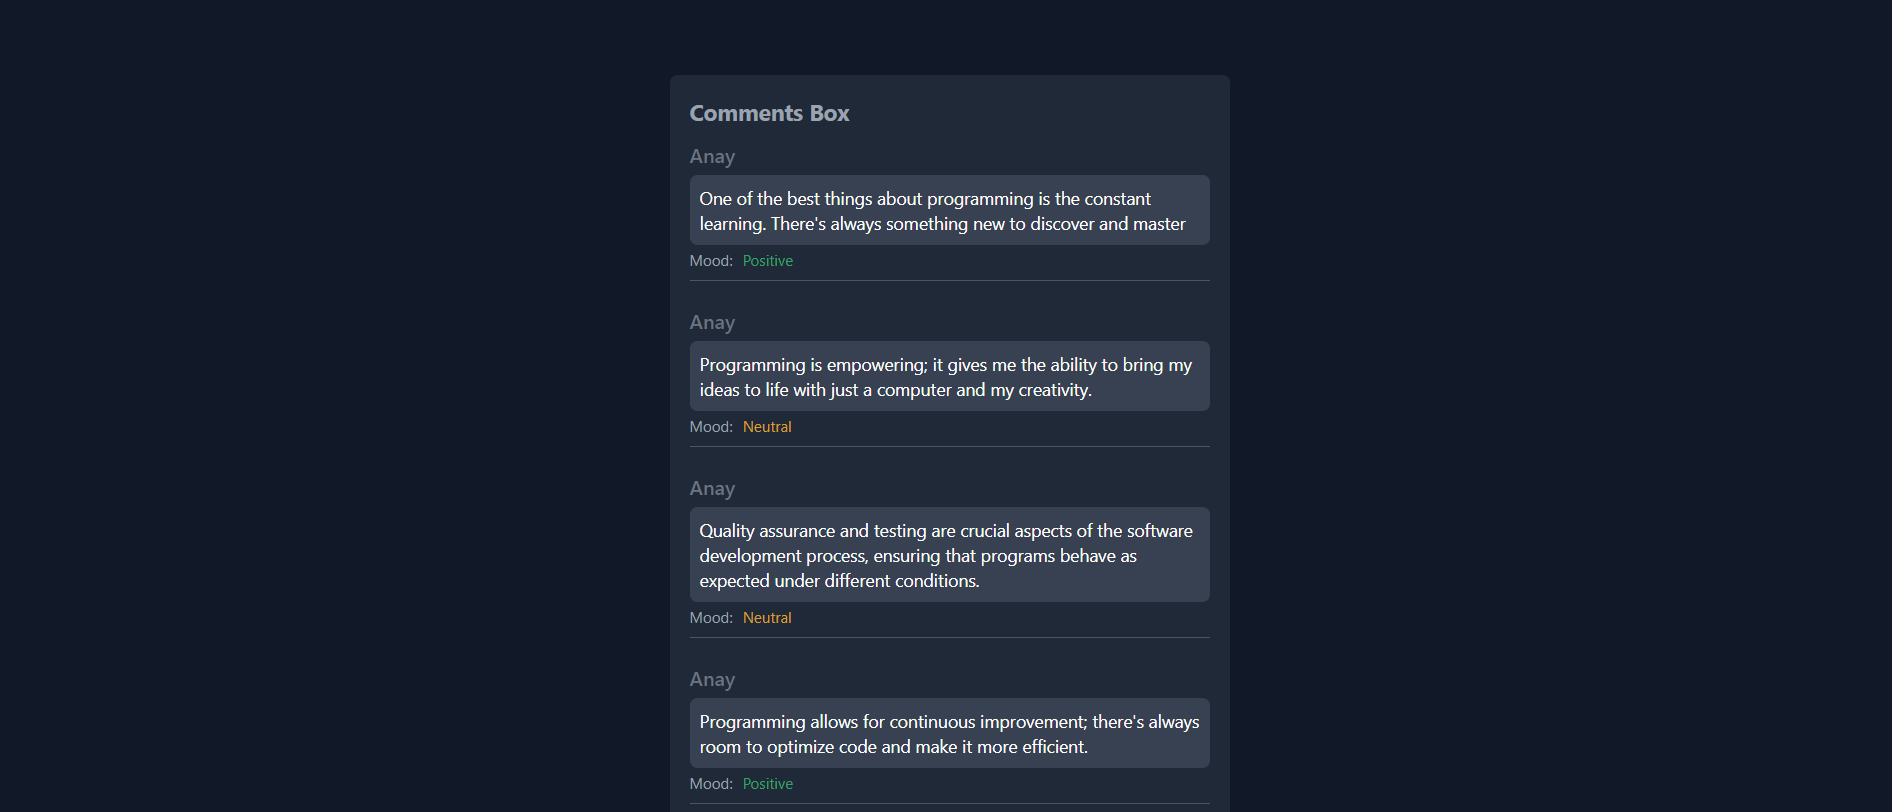 Comments Box
Anay
One of the best things about programming is the constant
learning. There's always something new to discover and master
Mood: Positive
Anay
Programming is empowering; it gives me the ability to bring my
ideas to life with just a computer and my creativity.
Mood: Neutral
Anay
Quality assurance and testing are crucial aspects of the software
development process, ensuring that programs behave as
expected under different conditions.
Mood: Neutral
Anay
Programming allows for continuous improvement; there's always
room to optimize code and make it more efficient.
Mood: Positive